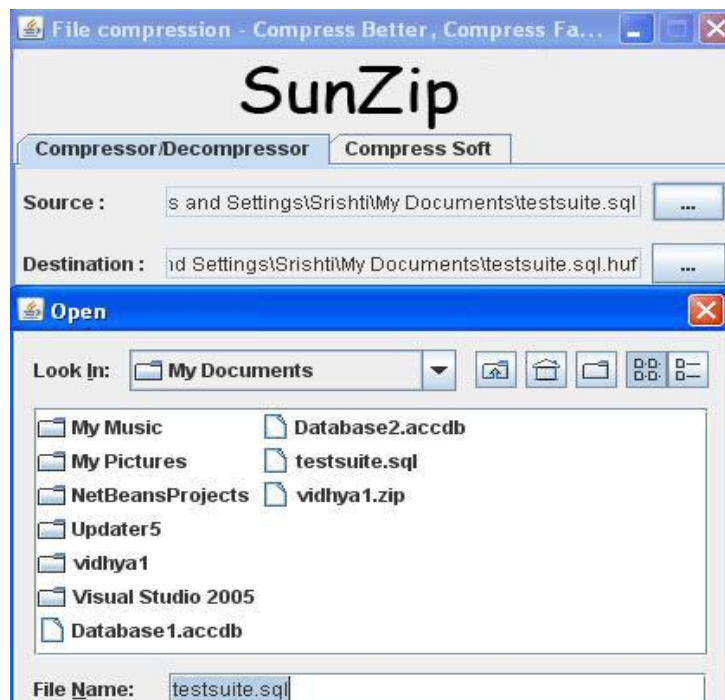 File compression - Compress Better, Compress Fa...
SunZip
Compressor/Decompressor Compress Soft
Source : s and Settings\Srishti\My Documents\testsuite.sql ...
Destination : nd Settings\Srishti\My Documents\testsuite.sql.huf ...
Open
Look In: My Documents
My Music Database2.accdb
My Pictures testsuite.sql
NetBeansProjects vidhya1.zip
Updater5
vidhya1
Visual Studio 2005
Database1.accdb
File Name: testsuite.sql